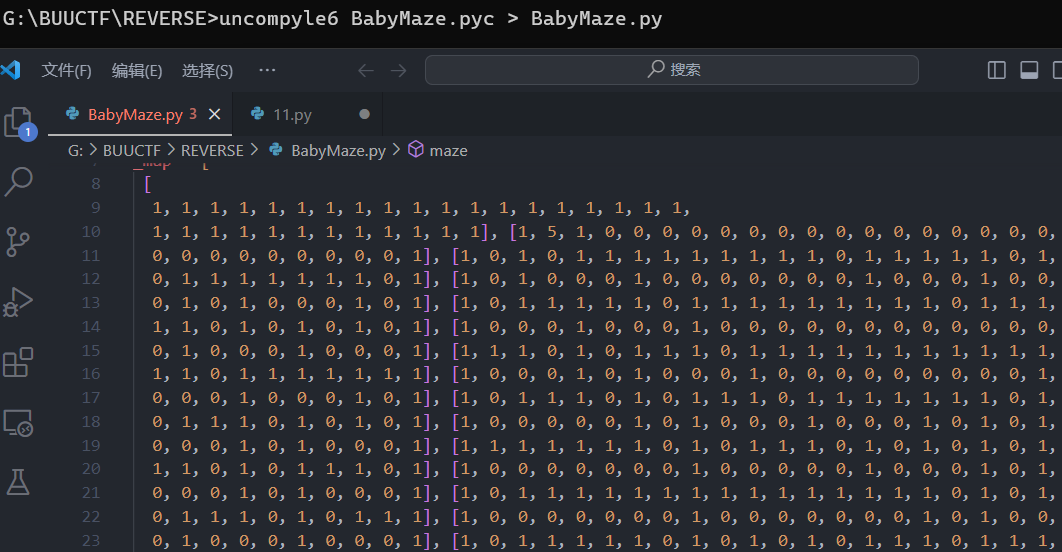 G:\BUUCTF\REVERSE>uncompyle6 BabyMaze.pyc > BabyMaze.py
文件(F) 编辑(E) 选择(S) ··· 搜索
BabyMaze.py 3 11.py
1
G: > BUUCTF > REVERSE > BabyMaze.py > maze
_map = [
8 [
9 1, 1, 1, 1, 1, 1, 1, 1, 1, 1, 1, 1, 1, 1, 1, 1, 1, 1, 1,
10 1, 1, 1, 1, 1, 1, 1, 1, 1, 1, 1, 1], [1, 5, 1, 0, 0, 0, 0, 0, 0, 0, 0, 0, 0, 0, 0, 0, 0, 0, 0,
11 0, 0, 0, 0, 0, 0, 0, 0, 0, 1], [1, 0, 1, 0, 1, 1, 1, 1, 1, 1, 1, 1, 1, 0, 1, 1, 1, 1, 1, 0, 1,
12 0, 1, 1, 1, 1, 1, 1, 1, 0, 1], [1, 0, 1, 0, 0, 0, 1, 0, 0, 0, 0, 0, 0, 0, 1, 0, 0, 0, 1, 0, 0,
13 0, 1, 0, 1, 0, 0, 0, 1, 0, 1], [1, 0, 1, 1, 1, 1, 1, 0, 1, 1, 1, 1, 1, 1, 1, 1, 1, 0, 1, 1, 1,
14 1, 1, 0, 1, 0, 1, 0, 1, 0, 1], [1, 0, 0, 0, 1, 0, 0, 0, 1, 0, 0, 0, 0, 0, 0, 0, 0, 0, 0, 0, 0,
15 0, 1, 0, 0, 0, 1, 0, 0, 0, 1], [1, 1, 1, 0, 1, 0, 1, 1, 1, 0, 1, 1, 1, 1, 1, 1, 1, 1, 1, 1, 1,
16 1, 1, 0, 1, 1, 1, 1, 1, 1, 1], [1, 0, 0, 0, 1, 0, 1, 0, 0, 0, 1, 0, 0, 0, 0, 0, 0, 0, 0, 0, 1,
17 0, 0, 0, 1, 0, 0, 0, 1, 0, 1], [1, 0, 1, 1, 1, 0, 1, 0, 1, 1, 1, 0, 1, 1, 1, 1, 1, 1, 1, 0, 1,
18 0, 1, 1, 1, 0, 1, 0, 1, 0, 1], [1, 0, 0, 0, 0, 0, 1, 0, 1, 0, 0, 0, 0, 0, 1, 0, 0, 0, 1, 0, 1,
19 0, 0, 0, 1, 0, 1, 0, 0, 0, 1], [1, 1, 1, 1, 1, 1, 1, 0, 1, 0, 1, 1, 1, 0, 1, 0, 1, 0, 1, 0, 1,
20 1, 1, 0, 1, 0, 1, 1, 1, 0, 1], [1, 0, 0, 0, 0, 0, 0, 0, 1, 0, 0, 0, 0, 0, 1, 0, 0, 0, 1, 0, 1,
21 0, 0, 0, 1, 0, 1, 0, 0, 0, 1], [1, 0, 1, 1, 1, 1, 1, 1, 1, 1, 1, 1, 1, 1, 1, 1, 1, 0, 1, 0, 1,
22 0, 1, 1, 1, 0, 1, 0, 1, 1, 1], [1, 0, 0, 0, 0, 0, 0, 0, 1, 0, 0, 0, 0, 0, 0, 0, 1, 0, 1, 0, 0,
23 0, 1, 0, 0, 0, 1, 0, 0, 0, 1], [1, 0, 1, 1, 1, 1, 1, 1, 1, 0, 1, 0, 1, 0, 1, 1, 1, 0, 1, 1, 1,